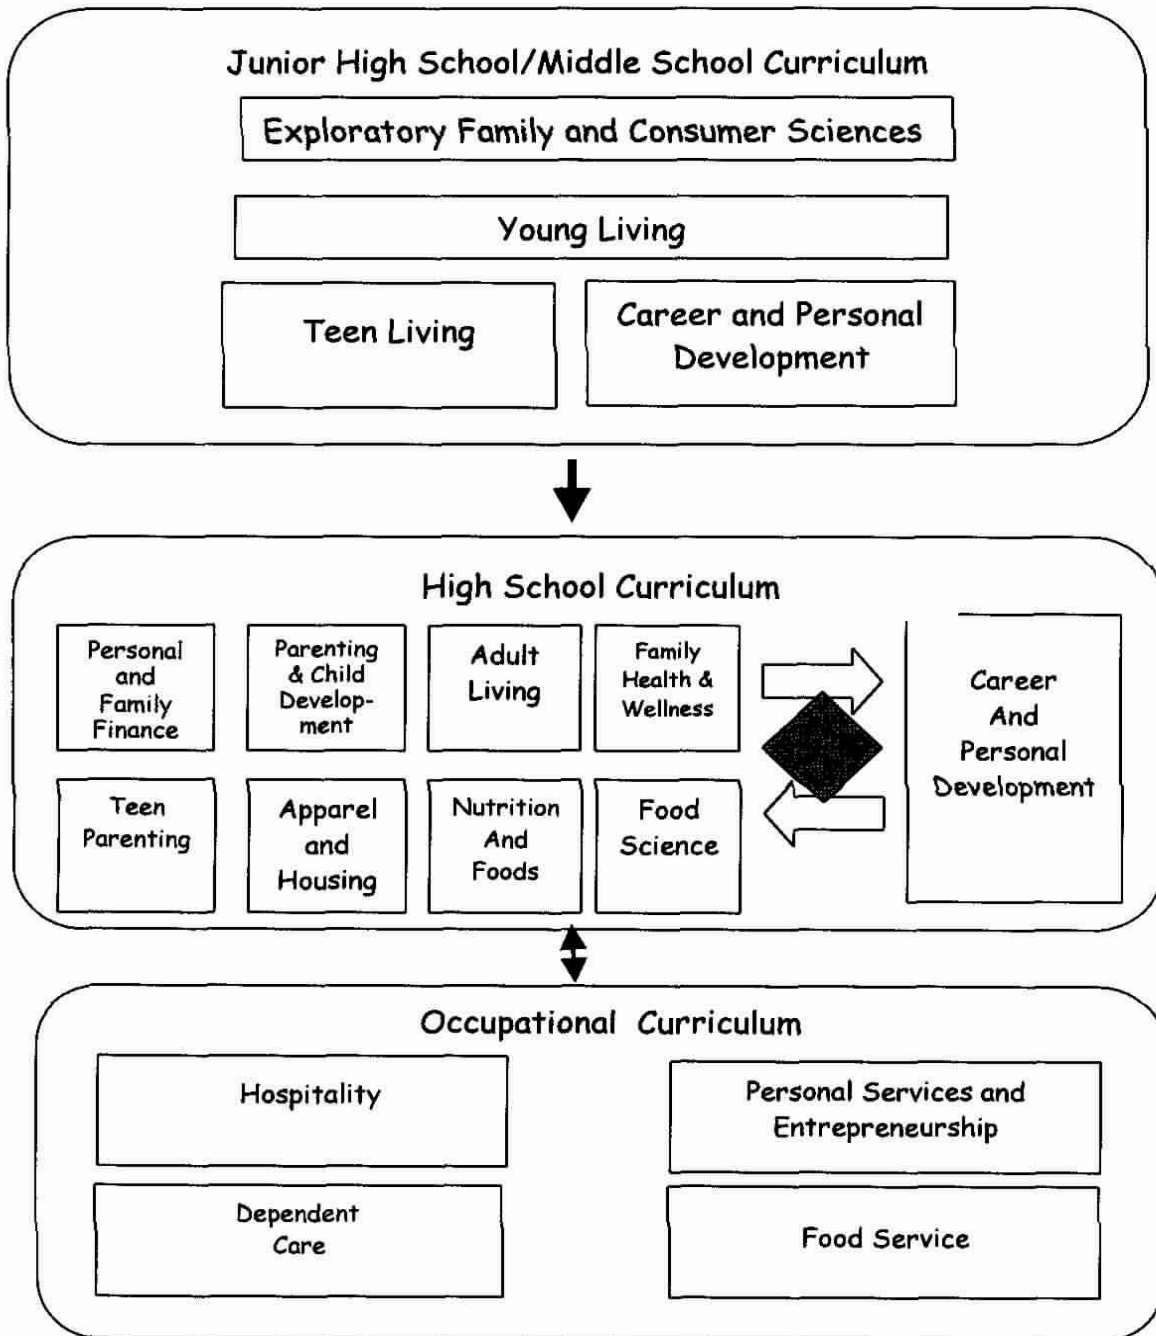 Junior High School/Middle School Curriculum
Exploratory Family and Consumer Sciences
Young Living
Teen Living
Career and Personal
Development
High School Curriculum
Personal
and
Family
Finance
Parenting
& Child
Develop-
ment
Adult
Living
Family
Health &
Wellness
Career
And
Personal
Development
Teen
Parenting
Apparel
and
Housing
Nutrition
And
Foods
Food
Science
Occupational Curriculum
Hospitality
Personal Services and
Entrepreneurship
Dependent
Care
Food Service